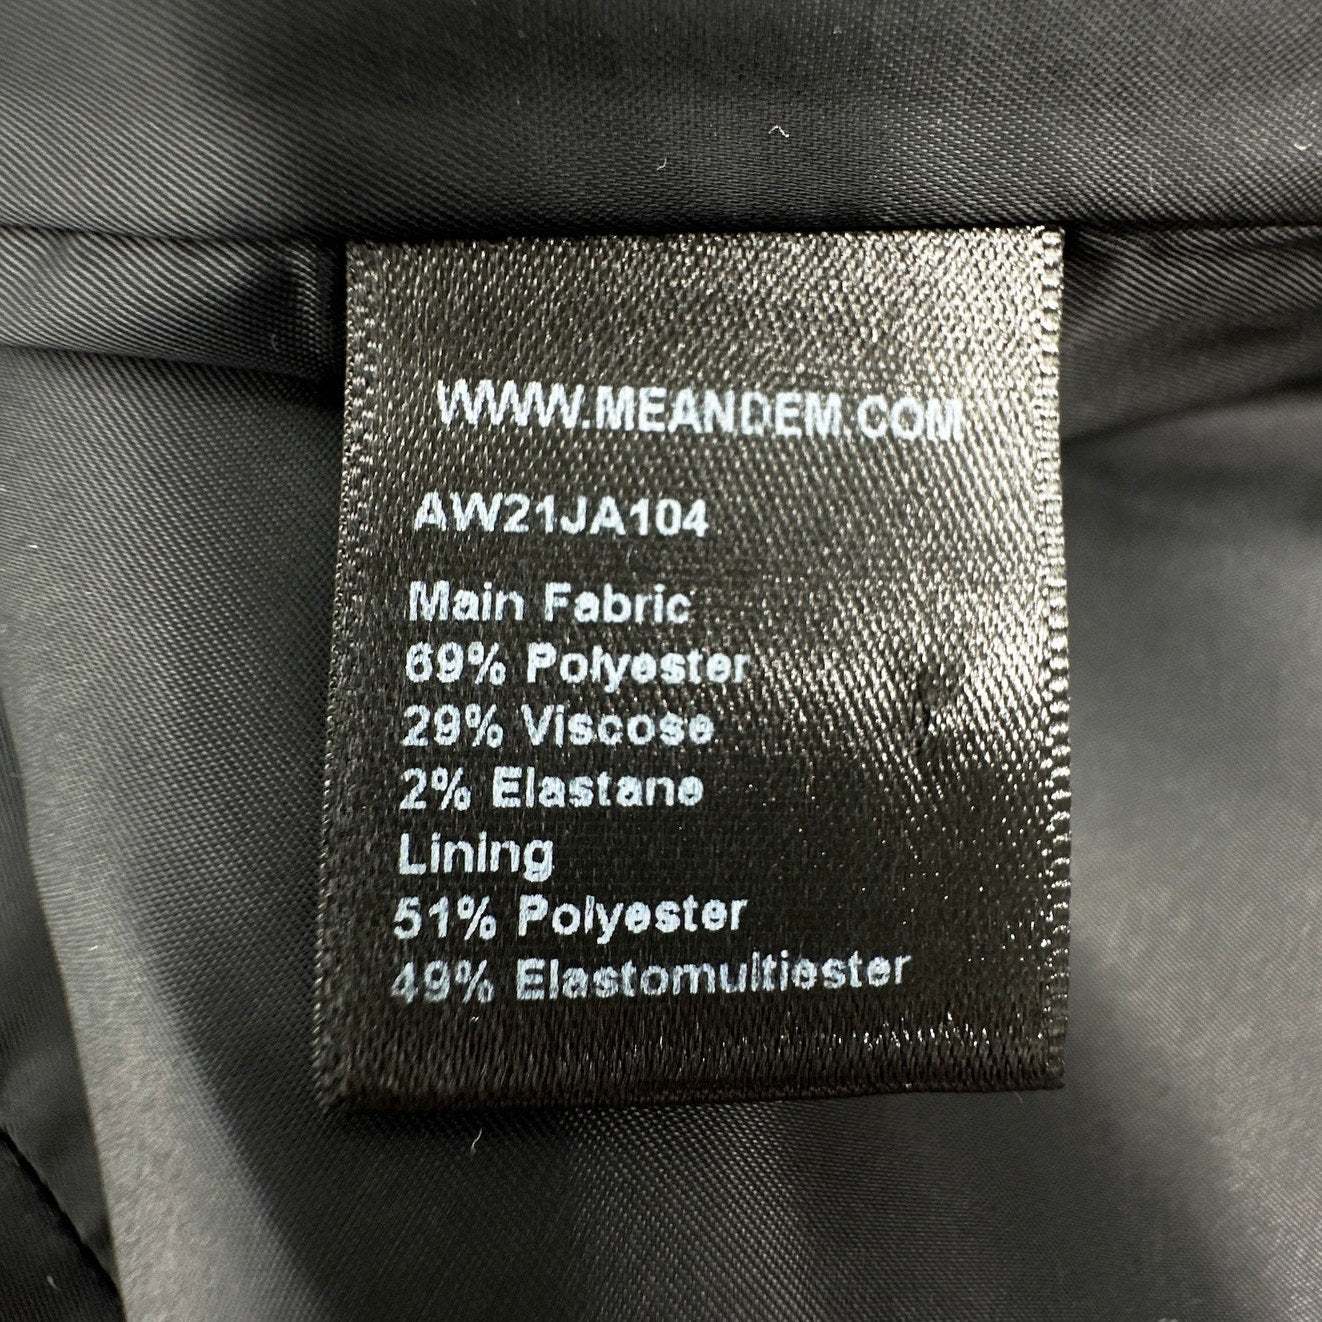 WWW.MEANDEM.COM
AW21JA104
Main Fabric
69% Polyester
29% Viscose
2% Elastane
Lining
51% Polyester
49% Elastomultiester